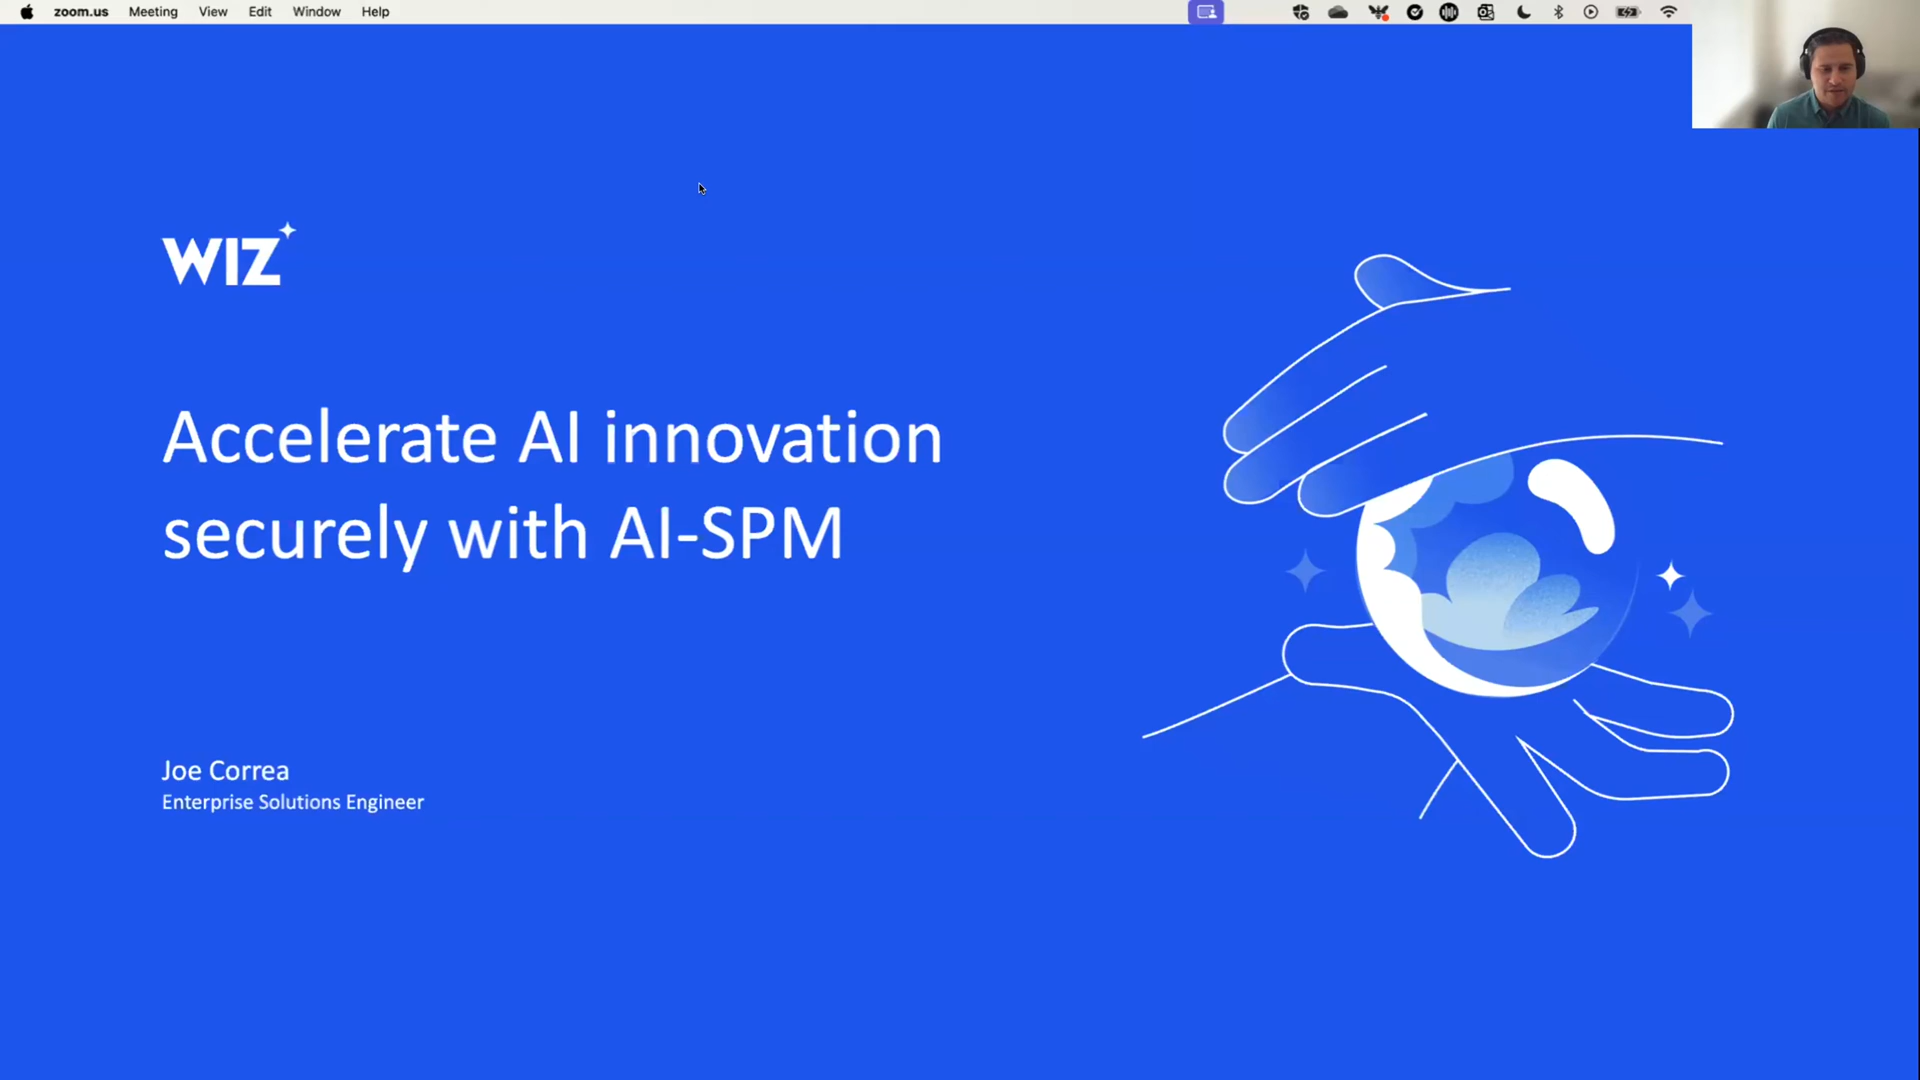 zoom.us Meeting View Edit Window Help
WIZ
Accelerate AI innovation
securely with AI-SPM
Joe Correa
Enterprise Solutions Engineer